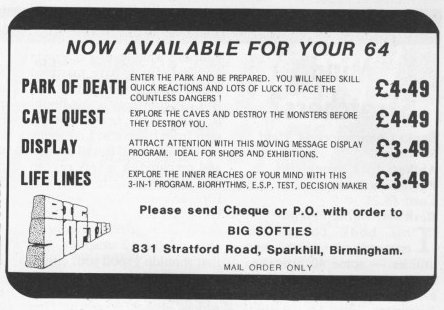 NOW AVAILABLE FOR YOUR 64
PARK OF DEATH ENTER THE PARK AND BE PREPARED. YOU WILL NEED SKILL
QUICK REACTIONS AND LOTS OF LUCK TO FACE THE
COUNTLESS DANGERS ! £4·49
CAVE QUEST EXPLORE THE CAVES AND DESTROY THE MONSTERS BEFORE
THEY DESTROY YOU. £4·49
DISPLAY ATTRACT ATTENTION WITH THIS MOVING MESSAGE DISPLAY
PROGRAM. IDEAL FOR SHOPS AND EXHIBITIONS. £3·49
LIFE LINES EXPLORE THE INNER REACHES OF YOUR MIND WITH THIS
3-IN-1 PROGRAM. BIORHYTHMS, E.S.P. TEST, DECISION MAKER £3·49
Please send Cheque or P.O. with order to
BIG SOFTIES
831 Stratford Road, Sparkhill, Birmingham.
MAIL ORDER ONLY